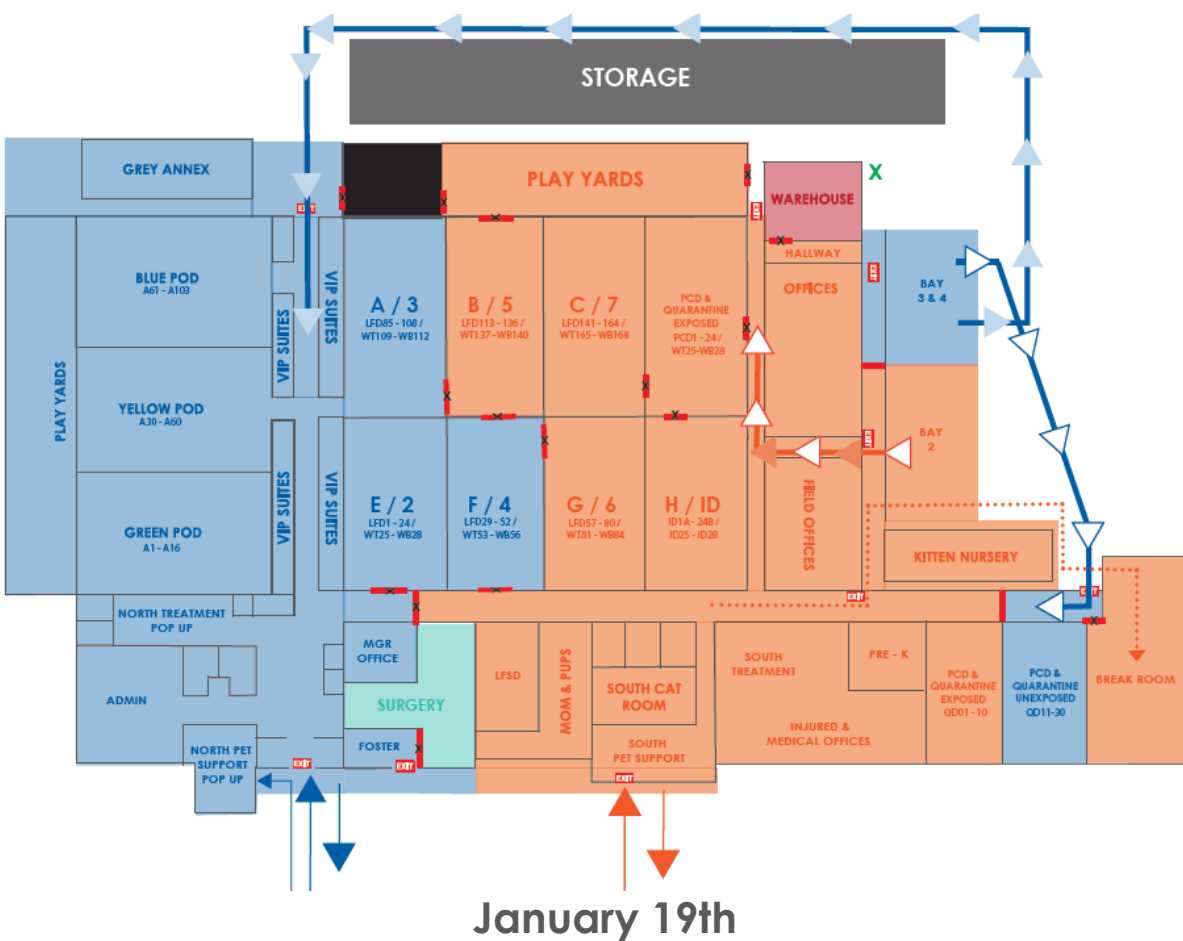 STORAGE
GREY ANNEX
PLAY YARDS
WAREHOUSE
X
EXIT
EXIT
HALLWAY
BLUE POD
A61 - A103
VIP SUITES
VIP SUITES
A / 3
LFD85 - 108 /
WT109 - WB112
B / 5
LFD113 - 136 /
WT137 - WB140
C / 7
LFD141 - 164 /
WT165 - WB168
PCD &
QUARANTINE
EXPOSED
PCD1 - 24 /
WT25-WB28
OFFICES
EXIT
BAY
3 & 4
PLAY YARDS
YELLOW POD
A30 - A60
BAY
2
EXIT
GREEN POD
A1 - A16
VIP SUITES
VIP SUITES
E / 2
LFD1 - 24 /
WT25 - WB28
F / 4
LFD29 - 52 /
WT53 - WB56
G / 6
LFD57 - 80 /
WT81 - WB84
H / ID
ID1A - 24B /
ID25 - ID28
FIELD OFFICES
KITTEN NURSERY
EXIT
EXIT
NORTH TREATMENT
POP UP
MGR
OFFICE
LFSD
MOM & PUPS
SOUTH CAT
ROOM
SOUTH
TREATMENT
PRE - K
PCD &
QUARANTINE
EXPOSED
QD01 - 10
PCD &
QUARANTINE
UNEXPOSED
QD11-30
BREAK ROOM
ADMIN
SURGERY
INJURED &
MEDICAL OFFICES
NORTH PET
SUPPORT
POP UP
FOSTER
SOUTH
PET SUPPORT
EXIT
EXIT
EXIT
January 19th